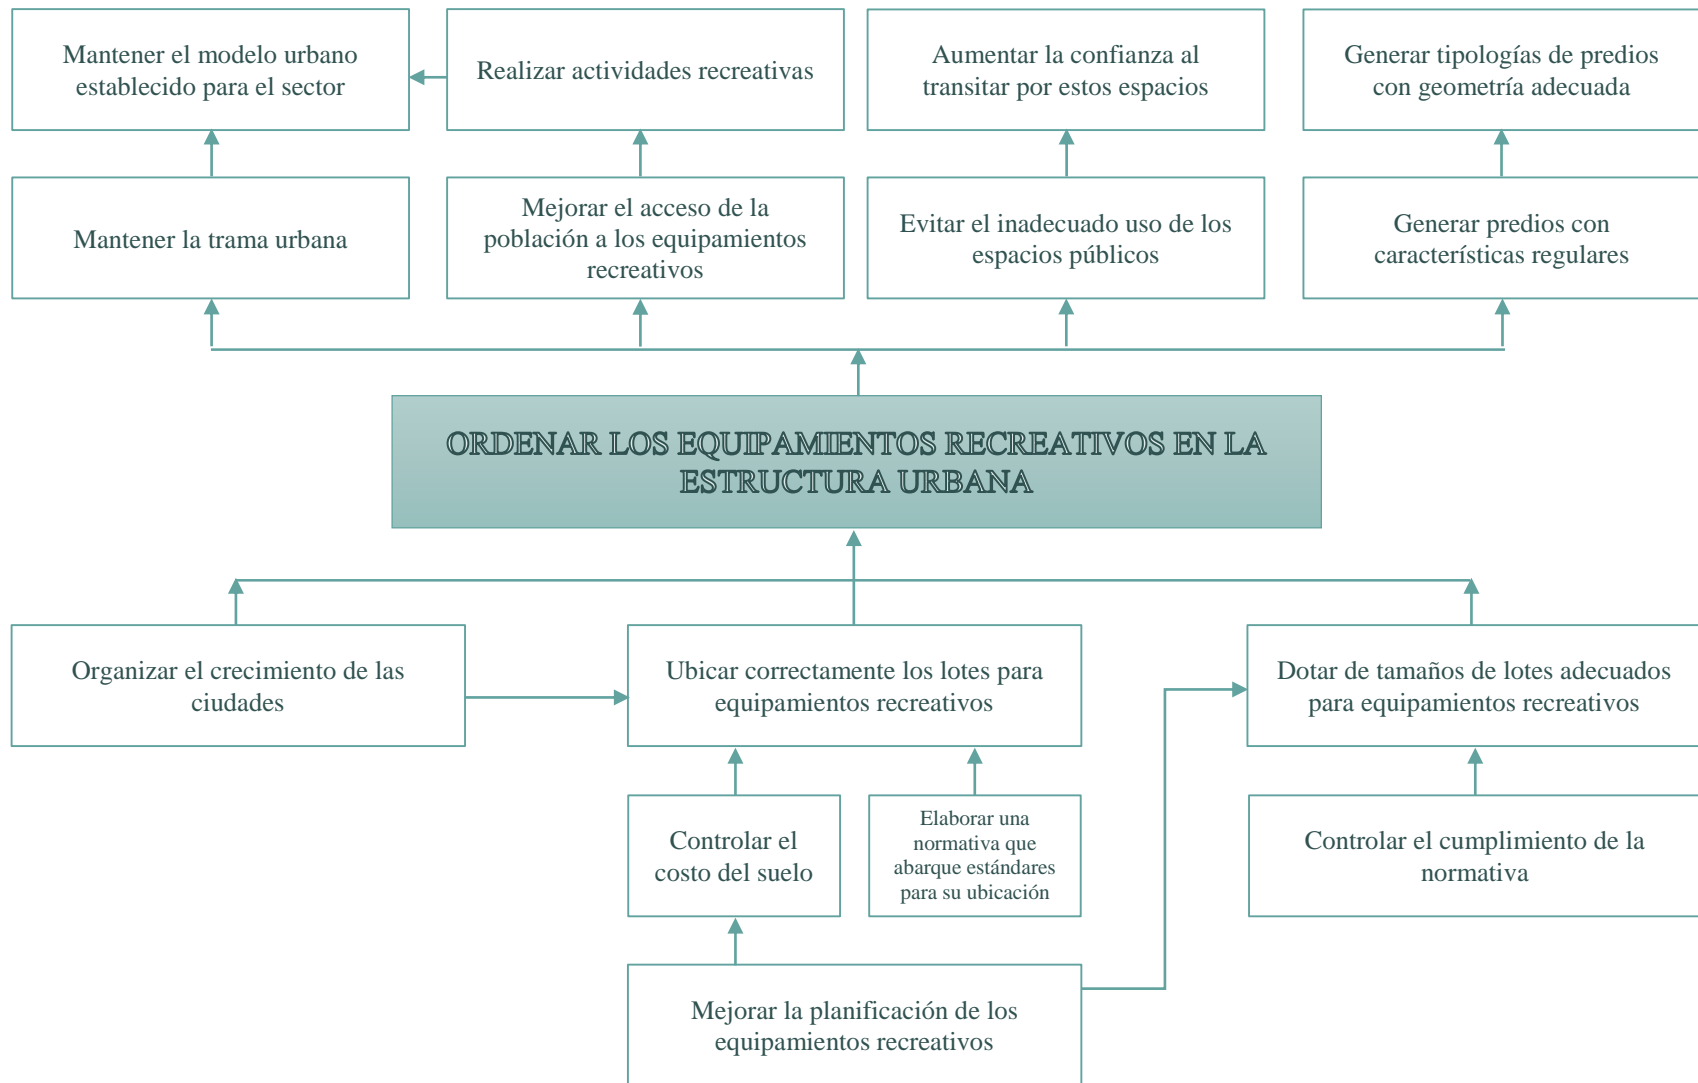 Mantener el modelo urbano
establecido para el sector
Realizar actividades recreativas
Aumentar la confianza al
transitar por estos espacios
Generar tipologías de predios
con geometría adecuada
Mantener la trama urbana
Mejorar el acceso de la
población a los equipamientos
recreativos
Evitar el inadecuado uso de los
espacios públicos
Generar predios con
características regulares
ORDENAR LOS EQUIPAMIENTOS RECREATIVOS EN LA
ESTRUCTURA URBANA
Organizar el crecimiento de las
ciudades
Ubicar correctamente los lotes para
equipamientos recreativos
Dotar de tamaños de lotes adecuados
para equipamientos recreativos
Controlar el
costo del suelo
Elaborar una
normativa que
abarque estándares
para su ubicación
Controlar el cumplimiento de la
normativa
Mejorar la planificación de los
equipamientos recreativos